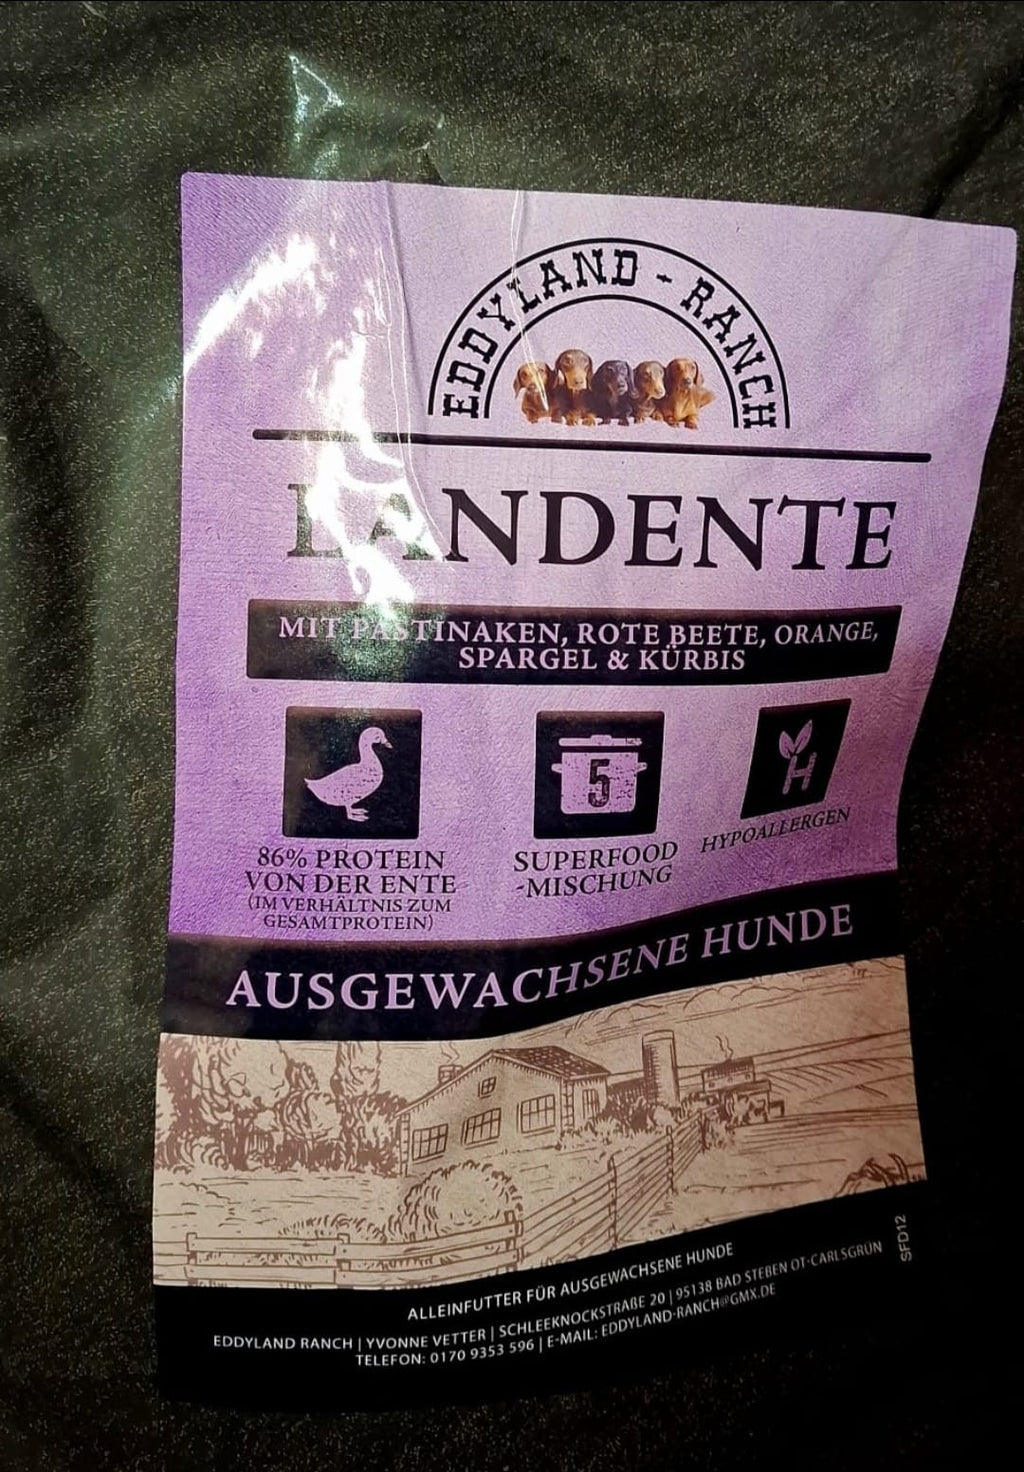 EDDYLAND - RANCH
LANDENTE
MIT PASTINAKEN, ROTE BEETE, ORANGE,
SPARGEL & KÜRBIS
5
H
86% PROTEIN
VON DER ENTE
(IM VERHÄLTNIS ZUM
GESAMTPROTEIN)
SUPERFOOD
-MISCHUNG
HYPOALLERGEN
AUSGEWACHSENE HUNDE
SFD12
ALLEINFUTTER FÜR AUSGEWACHSENE HUNDE
EDDYLAND RANCH | YVONNE VETTER | SCHLEEKNOCKSTRAßE 20 | 95138 BAD STEBEN OT-CARLSGRÜN
TELEFON: 0170 9353 596 | E-MAIL: EDDYLAND-RANCH@GMX.DE